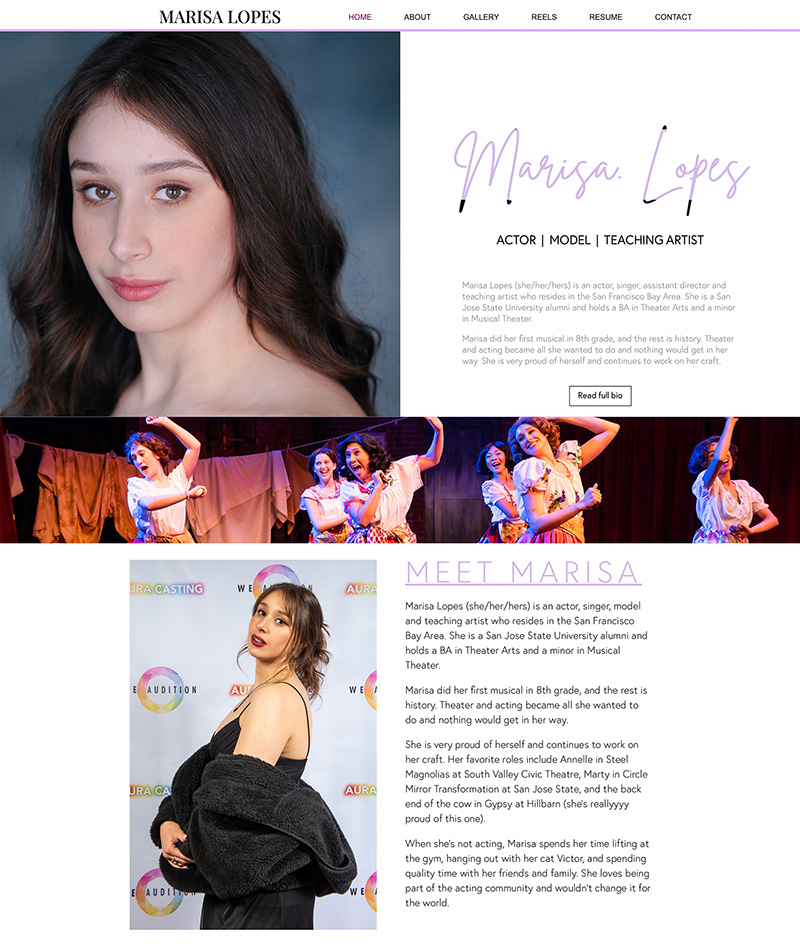 MARISA LOPES
HOME ABOUT GALLERY REELS RESUME CONTACT
Marisa. Lopes
ACTOR | MODEL | TEACHING ARTIST
Marisa Lopes (she/her/hers) is an actor, singer, assistant director and
teaching artist who resides in the San Francisco Bay Area. She is a San
Jose State University alumni and holds a BA in Theater Arts and a minor
in Musical Theater.
Marisa did her first musical in 8th grade, and the rest is history. Theater
and acting became all she wanted to do and nothing would get in her
way. She is very proud of herself and continues to work on her craft.
Read full bio
URA CASTING
WE AUDITION
AURA
E AUDITION
AUR
WE
URA CA
AURA
E AUDI
WE
MEET MARISA
Marisa Lopes (she/her/hers) is an actor, singer, model
and teaching artist who resides in the San Francisco
Bay Area. She is a San Jose State University alumni and
holds a BA in Theater Arts and a minor in Musical
Theater.
Marisa did her first musical in 8th grade, and the rest is
history. Theater and acting became all she wanted to
do and nothing would get in her way.
She is very proud of herself and continues to work on
her craft. Her favorite roles include Annelle in Steel
Magnolias at South Valley Civic Theatre, Marty in Circle
Mirror Transformation at San Jose State, and the back
end of the cow in Gypsy at Hillbarn (she's reallyyyy
proud of this one).
When she's not acting, Marisa spends her time lifting at
the gym, hanging out with her cat Victor, and spending
quality time with her friends and family. She loves being
part of the acting community and wouldn't change it for
the world.